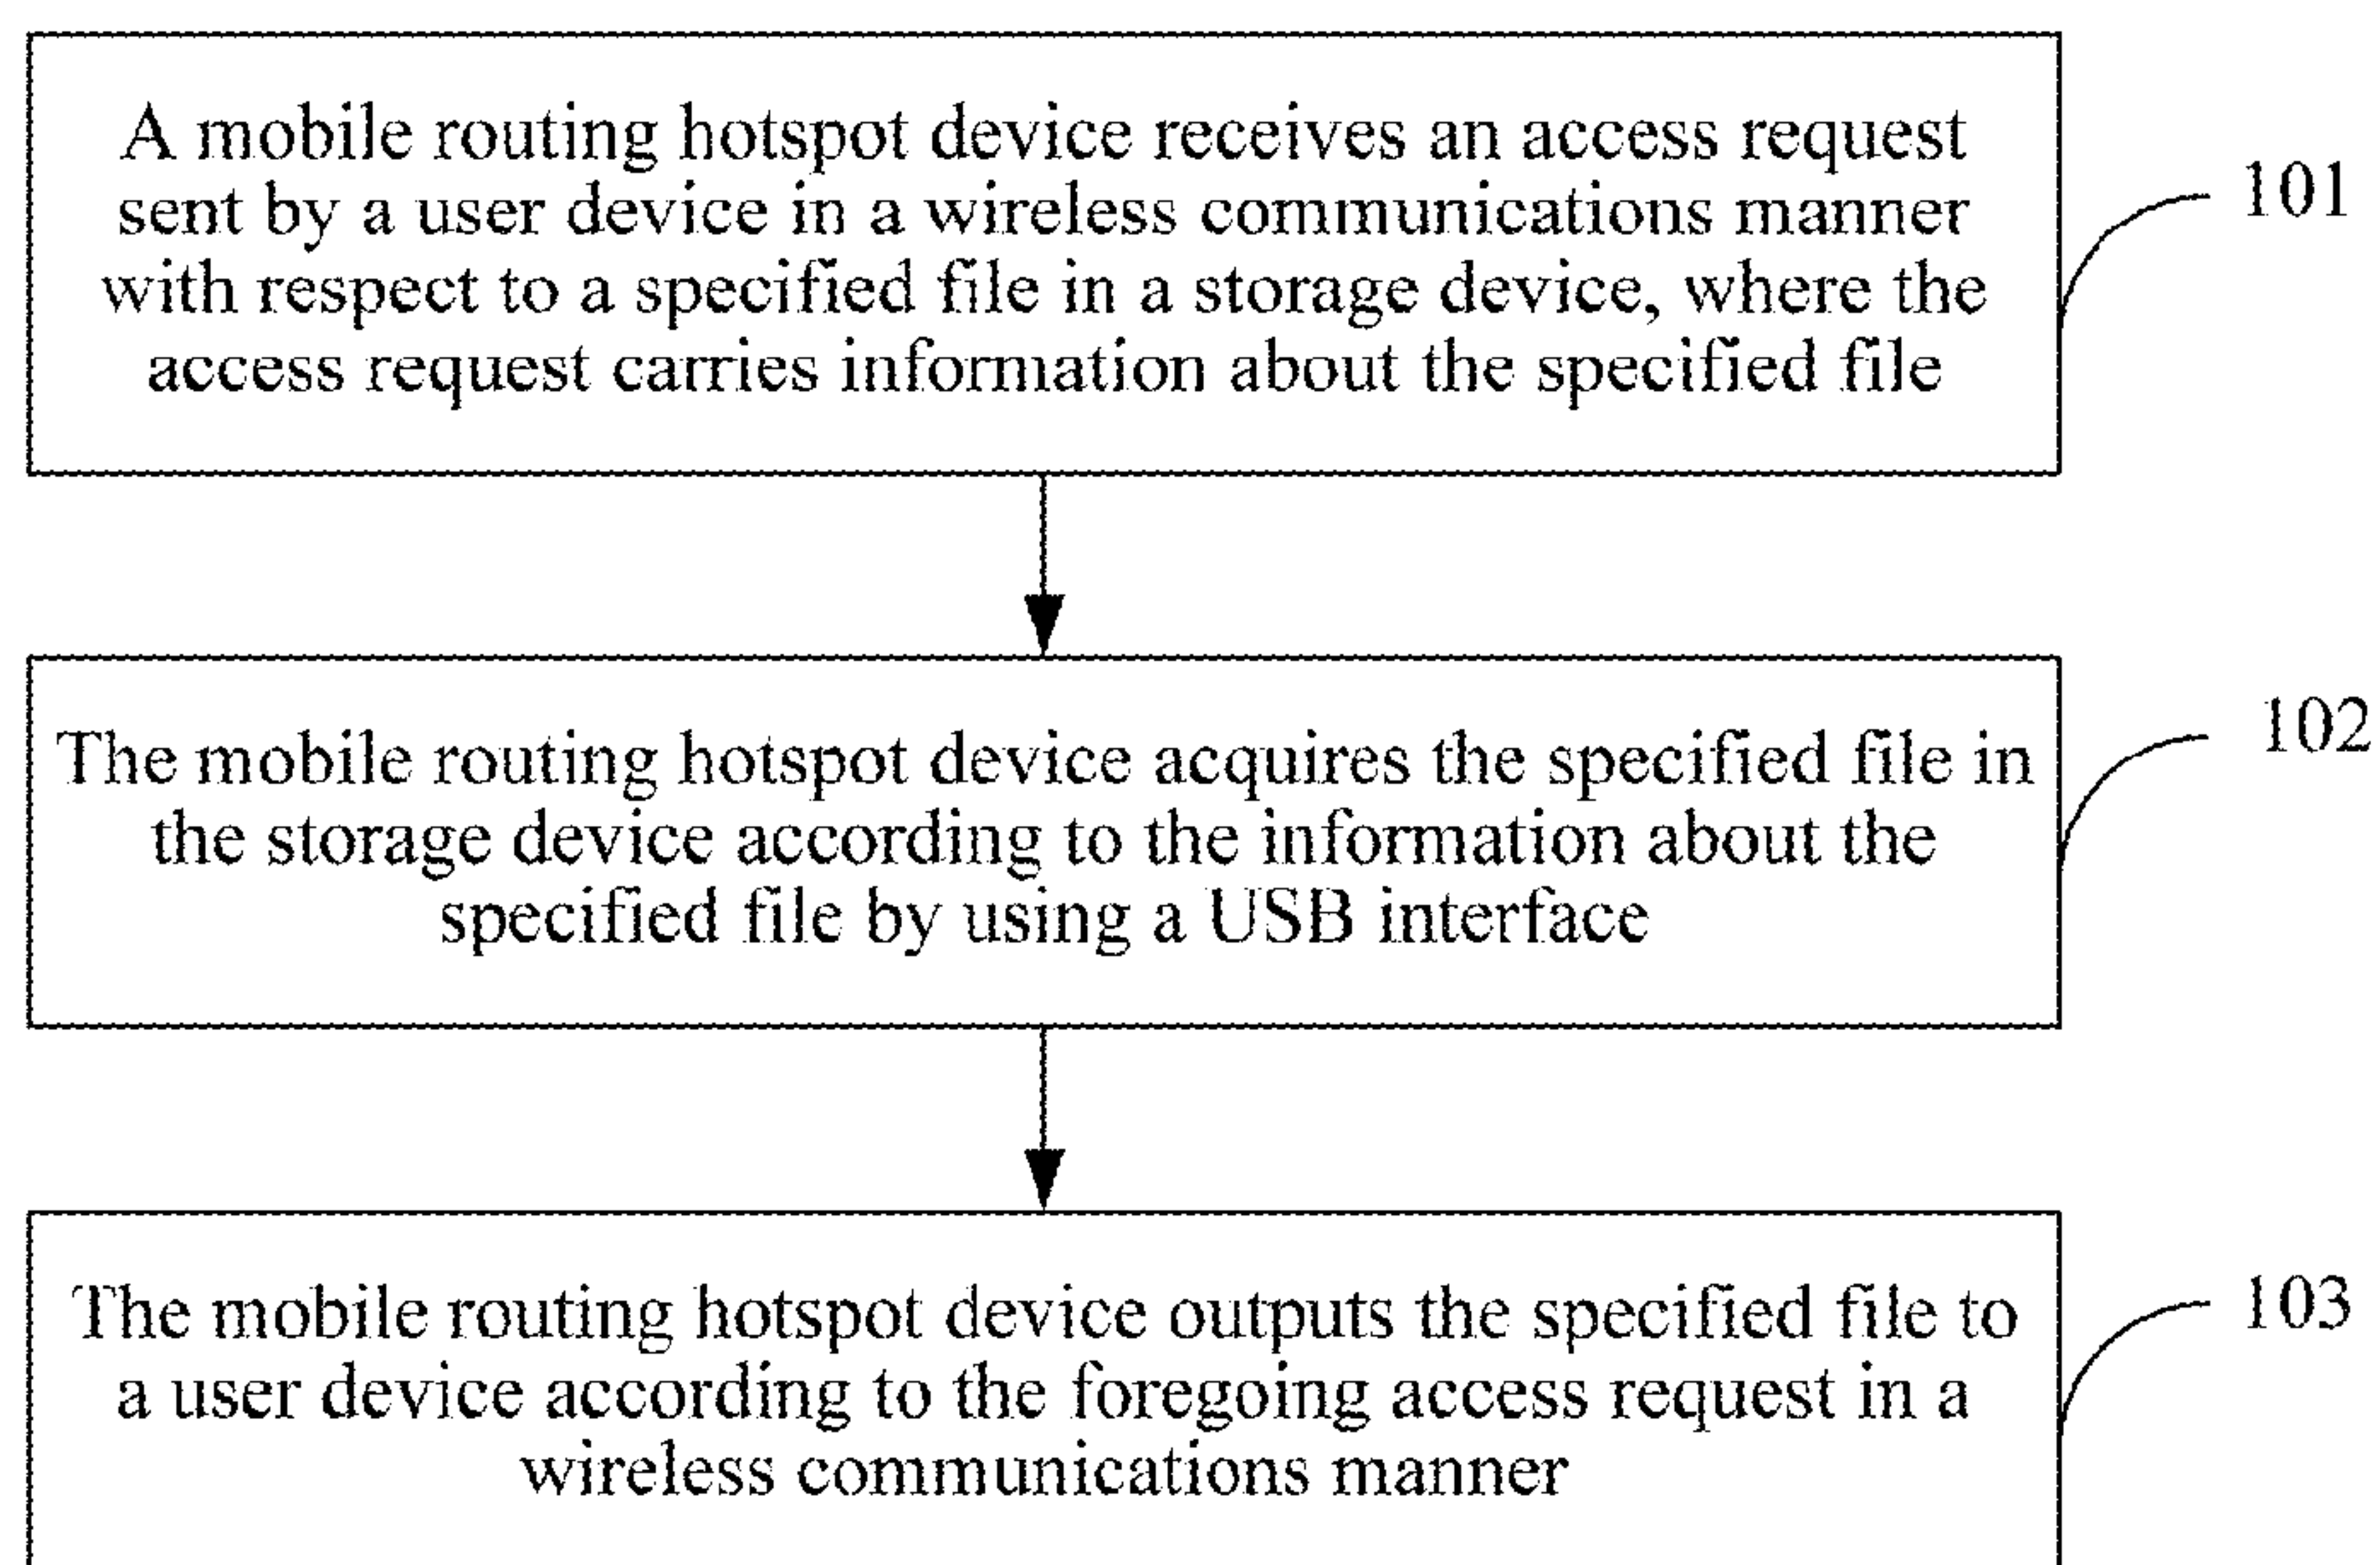 A mobile routing hotspot device receives an access request
sent by a user device in a wireless communications manner
with respect to a specified file in a storage device, where the
access request carries information about the specified file
101
The mobile routing hotspot device acquires the specified file in
the storage device according to the information about the
specified file by using a USB interface
102
The mobile routing hotspot device outputs the specified file to
a user device according to the foregoing access request in a
wireless communications manner
103